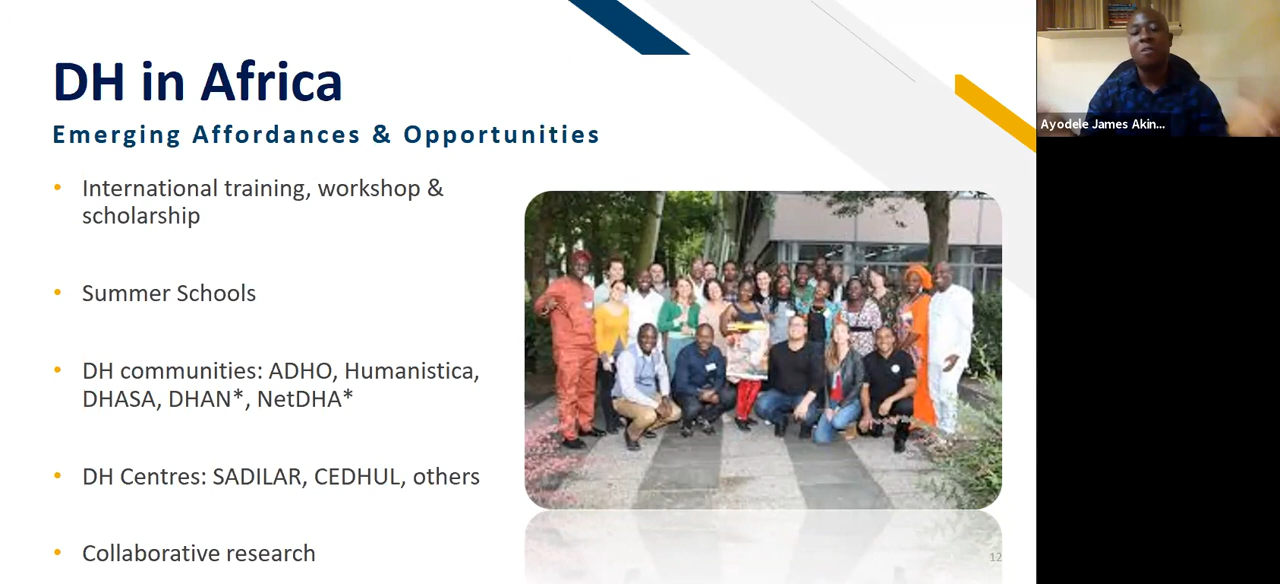 DH in Africa
Emerging Affordances & Opportunities
• International training, workshop &
scholarship
• Summer Schools
• DH communities: ADHO, Humanistica,
DHASA, DHAN*, NetDHA*
• DH Centres: SADILAR, CEDHUL, others
• Collaborative research
12
Ayodele James Akin...